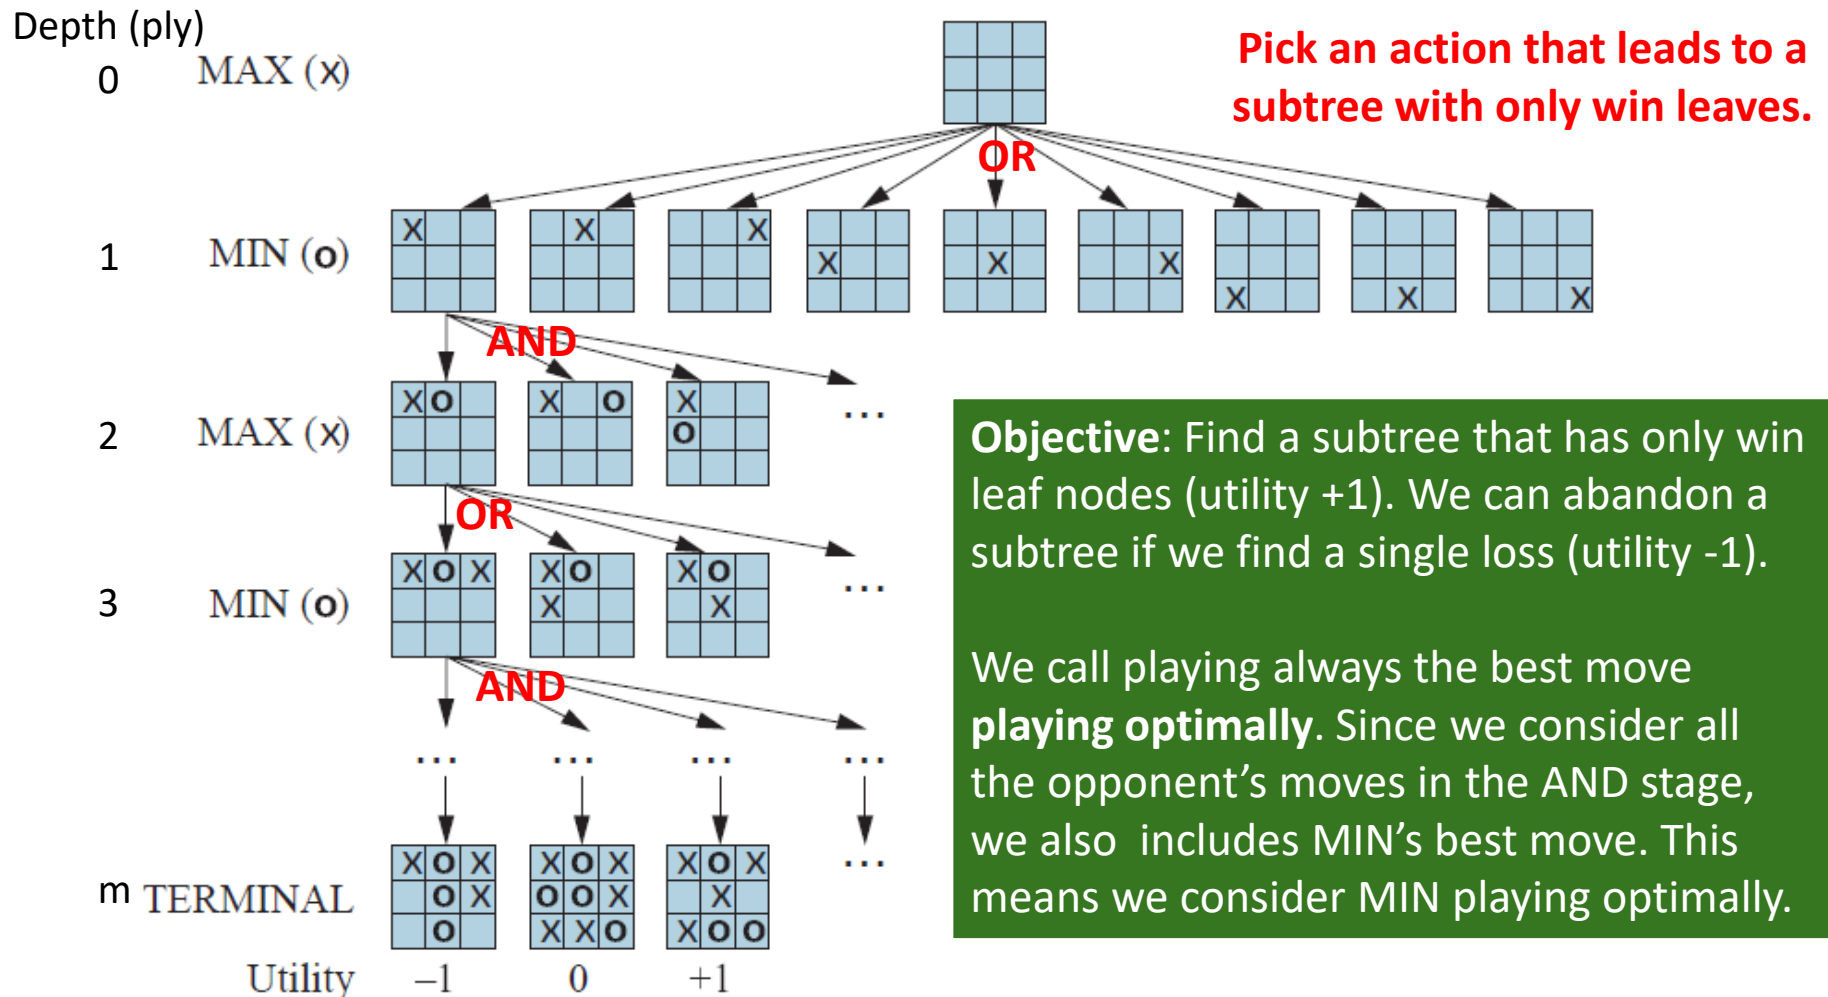 Depth (ply)
0 MAX (x)
Pick an action that leads to a
subtree with only win leaves.
OR
1 MIN (o)
X X X X X X X X X
AND
2 MAX (x)
X O X O X ...
O
OR
3 MIN (o)
X O X X O X O ...
X X
AND
... ... ... ...
m TERMINAL
X O X X O X X O X ...
O X O O X X
O X X O X O O
Utility –1 0 +1
Objective: Find a subtree that has only win
leaf nodes (utility +1). We can abandon a
subtree if we find a single loss (utility -1).
We call playing always the best move
playing optimally. Since we consider all
the opponent’s moves in the AND stage,
we also includes MIN’s best move. This
means we consider MIN playing optimally.